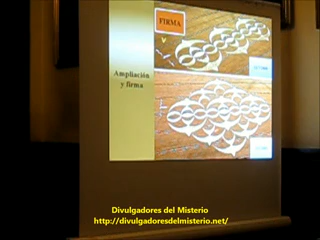 FIRMA
Ampliación
y firma
Divulgadores del Misterio
http://divulgadoresdelmisterio.net/